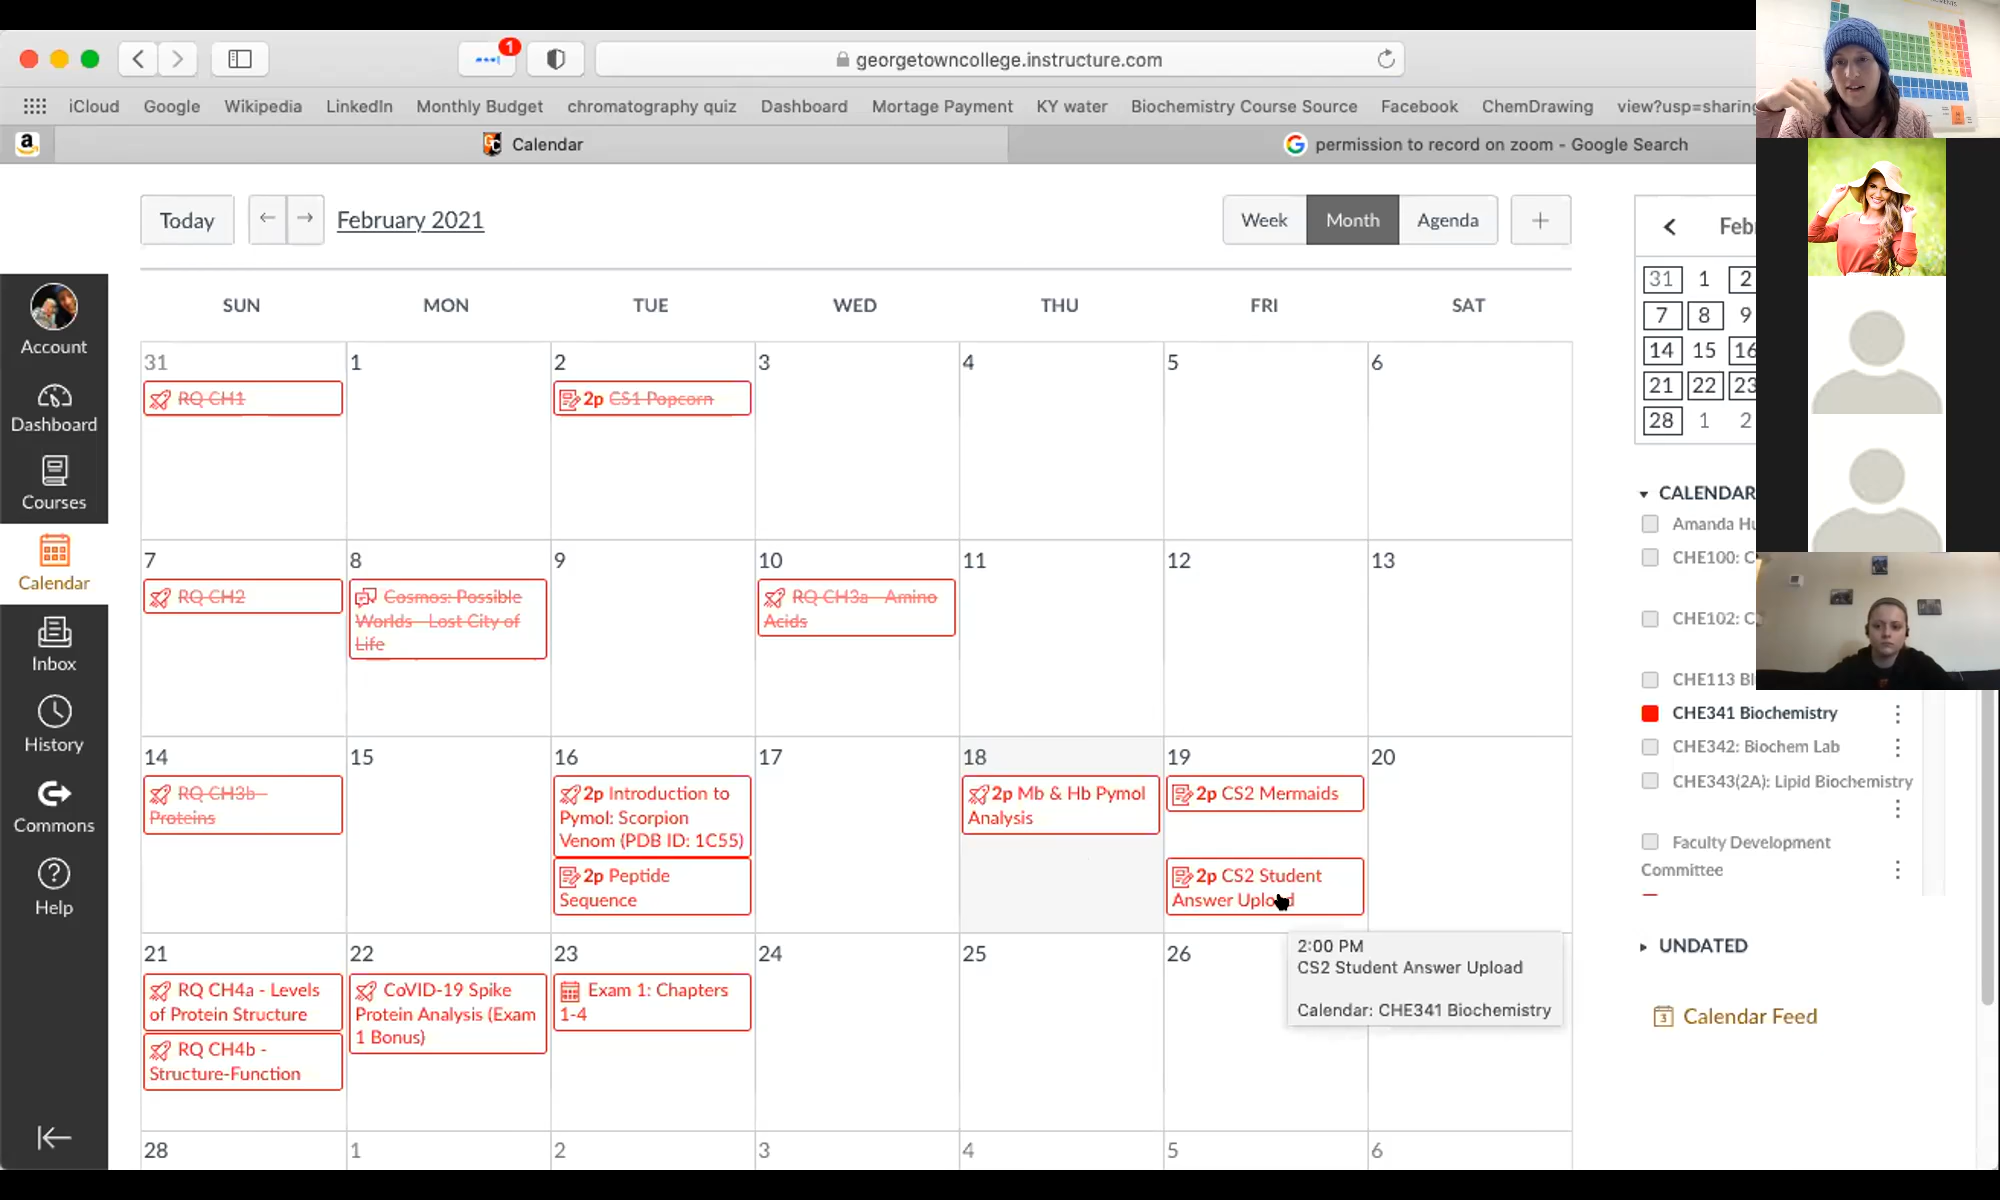 1
georgetowncollege.instructure.com
iCloud Google Wikipedia LinkedIn Monthly Budget chromatography quiz Dashboard Mortage Payment KY water Biochemistry Course Source Facebook ChemDrawing view?usp=sharing
Calendar
permission to record on zoom - Google Search
Today
February 2021
Week Month Agenda
SUN MON TUE WED THU FRI SAT
31 1 2 3 4 5 6
RQ CH1
2p CS1 Popcorn
7 8 9 10 11 12 13
RQ CH2
Cosmos: Possible
Worlds - Lost City of
Life
RQ CH3a - Amino
Acids
14 15 16 17 18 19 20
RQ CH3b -
Proteins
2p Introduction to
Pymol: Scorpion
Venom (PDB ID: 1C55)
2p Peptide
Sequence
2p Mb & Hb Pymol
Analysis
2p CS2 Mermaids
2p CS2 Student
Answer Upload
21 22 23 24 25 26
RQ CH4a - Levels
of Protein Structure
RQ CH4b -
Structure-Function
CoVID-19 Spike
Protein Analysis (Exam
1 Bonus)
Exam 1: Chapters
1-4
2:00 PM
CS2 Student Answer Upload
Calendar: CHE341 Biochemistry
28 1 2 3 4 5 6
Account
Dashboard
Courses
Calendar
Inbox
History
Commons
Help
Feb
31 1 2
7 8 9
14 15 16
21 22 23
28 1 2
CALENDAR
Amanda Hu
CHE100: C
CHE102: C
CHE113 Bi
CHE341 Biochemistry
CHE342: Biochem Lab
CHE343(2A): Lipid Biochemistry
Faculty Development
Committee
UNDATED
3
Calendar Feed